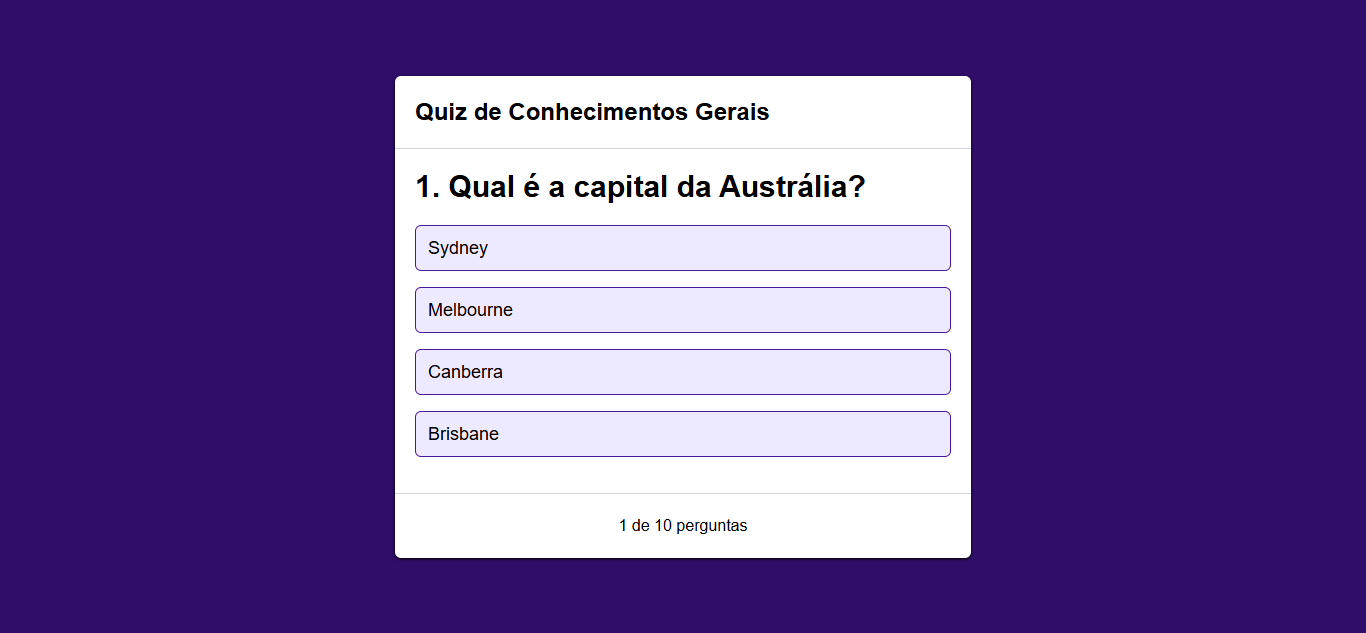 Quiz de Conhecimentos Gerais
1. Qual é a capital da Austrália?
Sydney
Melbourne
Canberra
Brisbane
1 de 10 perguntas